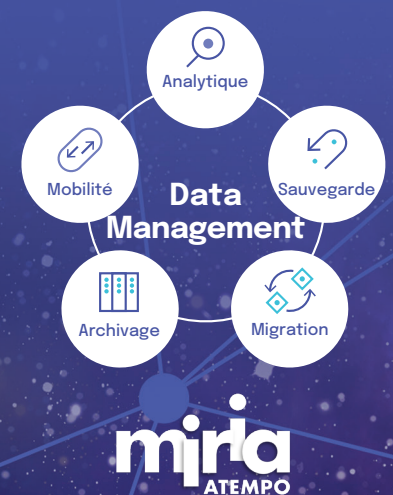 Analytique
Mobilité
Sauvegarde
Data
Management
Archivage
Migration
miria
ATEMPO